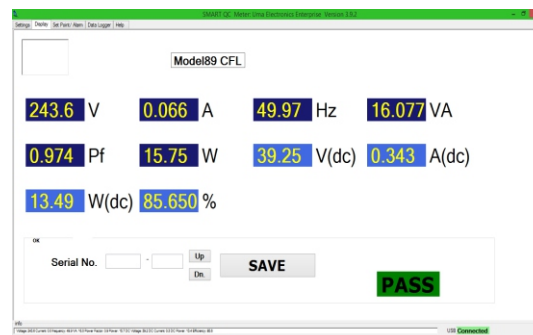 SMART QC Meter, Uma Electronics Enterprise Version 3.9.2
Settings Display Set Point / Alarm Data Logger Help
Model89 CFL
243.6 V 0.066 A 49.97 Hz 16.077 VA
0.974 Pf 15.75 W 39.25 V(dc) 0.343 A(dc)
13.49 W(dc) 85.650 %
OK
Serial No. - Up
Dn.
SAVE
PASS
Info
USB Connected